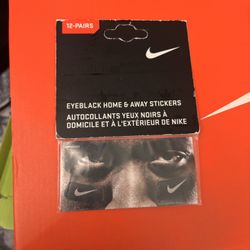 12-PAIRS
EYEBLACK HOME & AWAY STICKERS
AUTOCOLLANTS YEUX NOIRS À
DOMICILE ET À L'EXTÉRIEUR DE NIKE